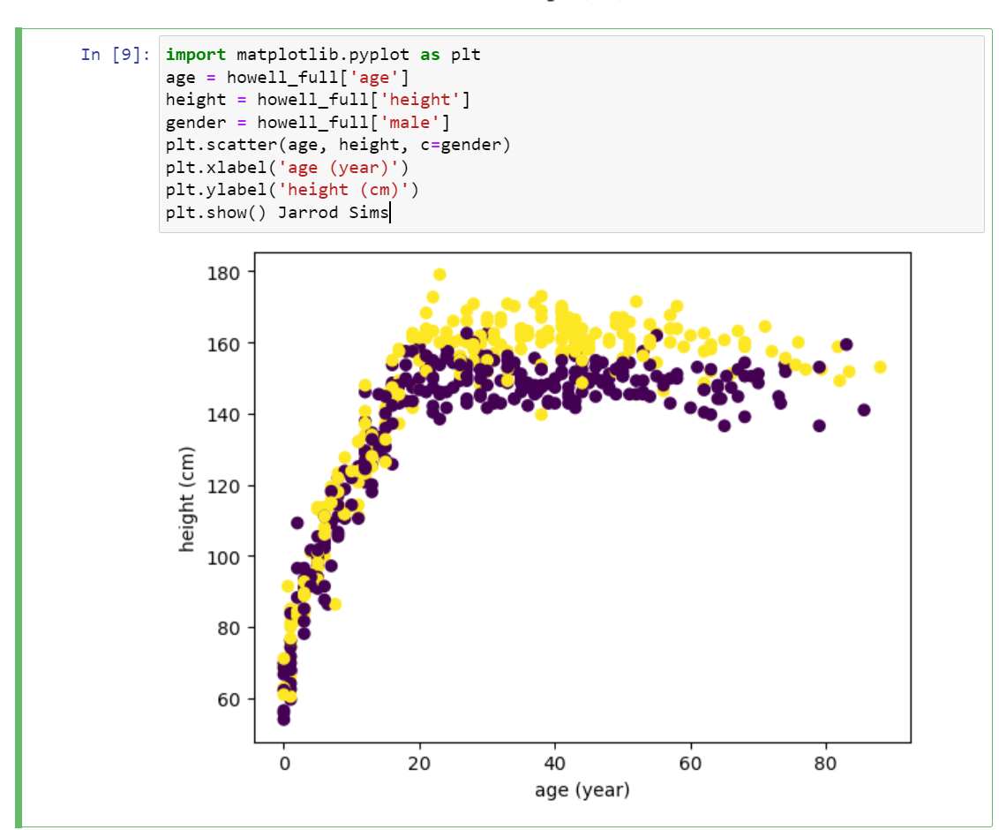 In [9]:
import matplotlib.pyplot as plt
age = howell_full['age']
height = howell_full['height']
gender = howell_full['male']
plt.scatter(age, height, c=gender)
plt.xlabel('age (year)')
plt.ylabel('height (cm)')
plt.show() Jarrod Sims
180
160
140
120
100
80
60
height (cm)
0 20 40 60 80
age (year)